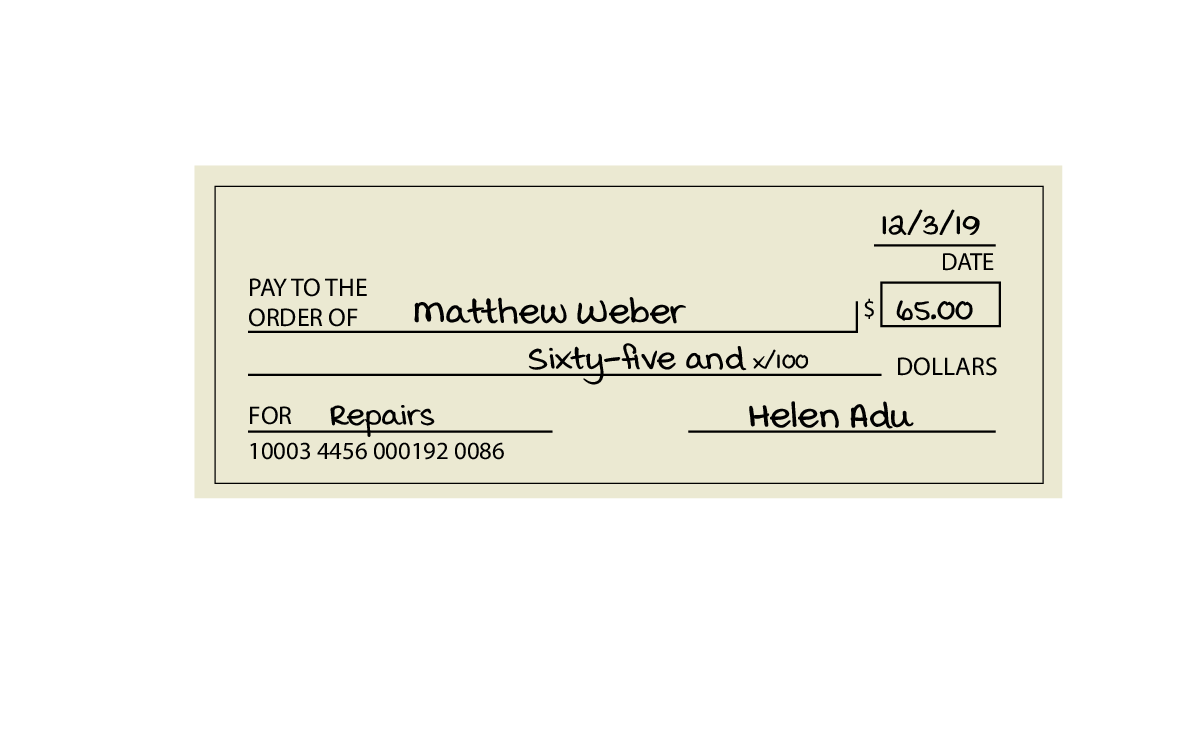 12/3/19
DATE
PAY TO THE
ORDER OF Matthew Weber $ 65.00
Sixty-five and x/100 DOLLARS
FOR Repairs Helen Adu
10003 4456 000192 0086